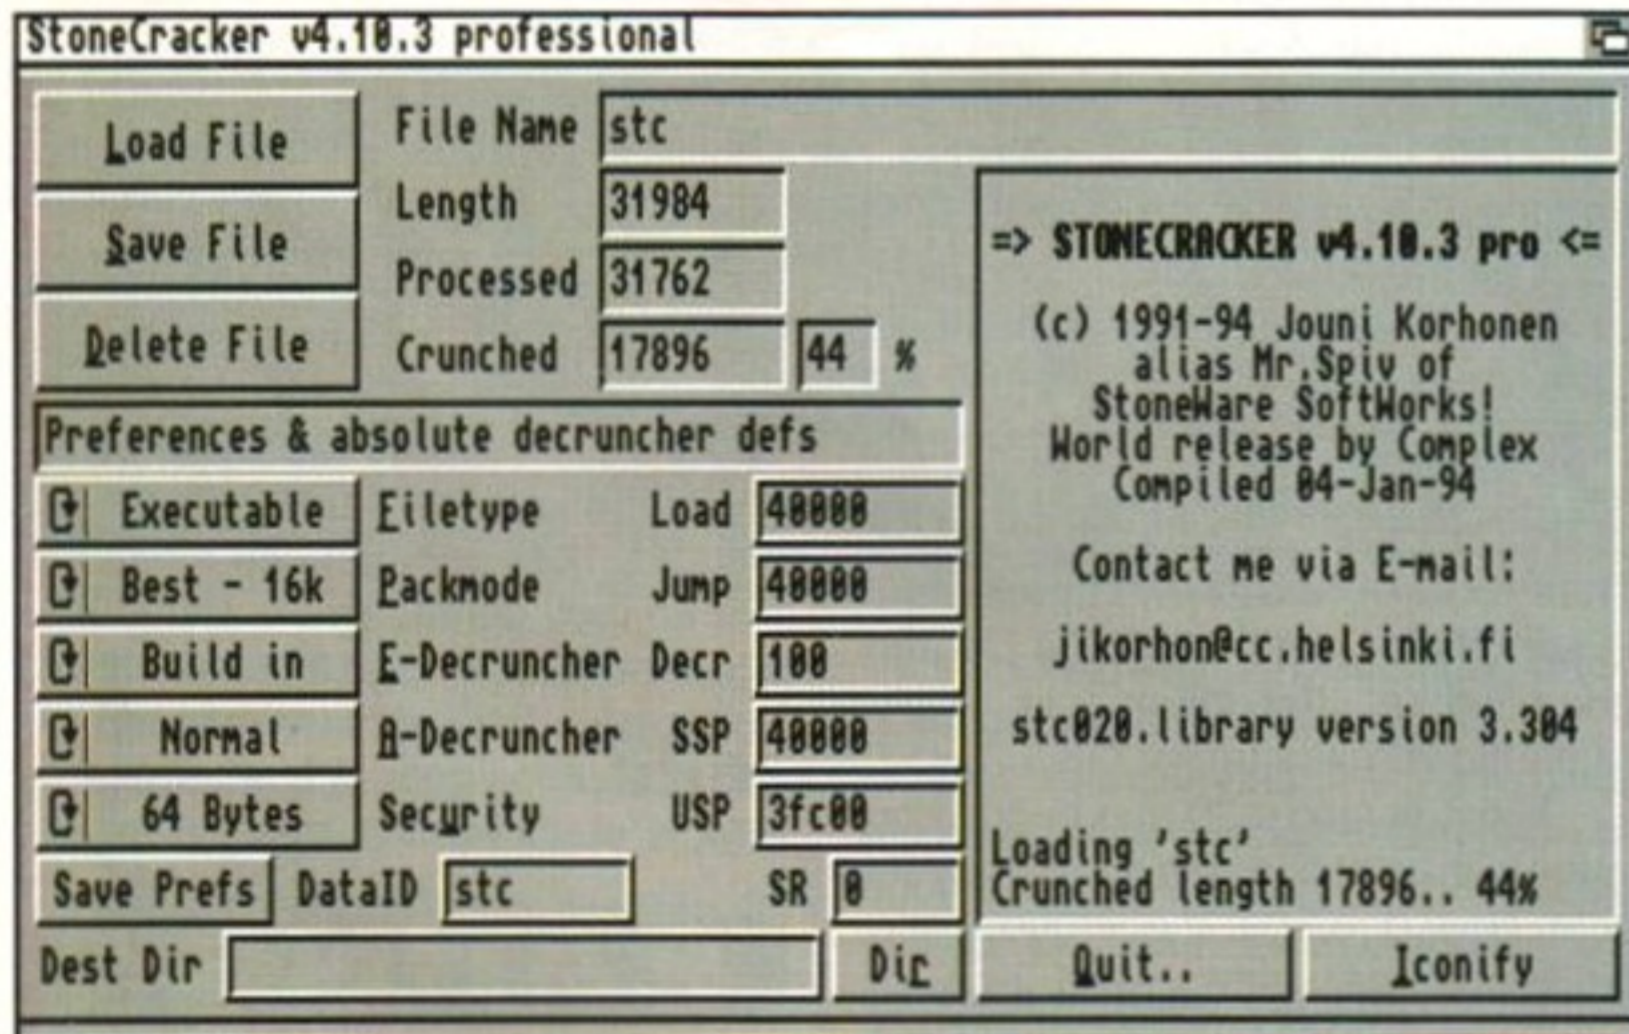 StoneCracker v4.10.3 professional
Load File
File Name stc
Save File
Length 31984
Processed 31762
Delete File
Crunched 17896 44 %
Preferences & absolute decruncher defs
Executable Filetype Load 40000
Best - 16k Packmode Jump 40000
Build in E-Decruncher Decr 100
Normal A-Decruncher SSP 40000
64 Bytes Security USP 3fc00
Save Prefs DataID stc SR 0
Dest Dir Dir
=> STONECRACKER v4.10.3 pro <=
(c) 1991-94 Jouni Korhonen
alias Mr.Spiv of
StoneWare SoftWorks!
World release by Complex
Compiled 04-Jan-94
Contact me via E-mail:
jikorhon@cc.helsinki.fi
stc020.library version 3.304
Loading 'stc'
Crunched length 17896.. 44%
Quit.. Iconify